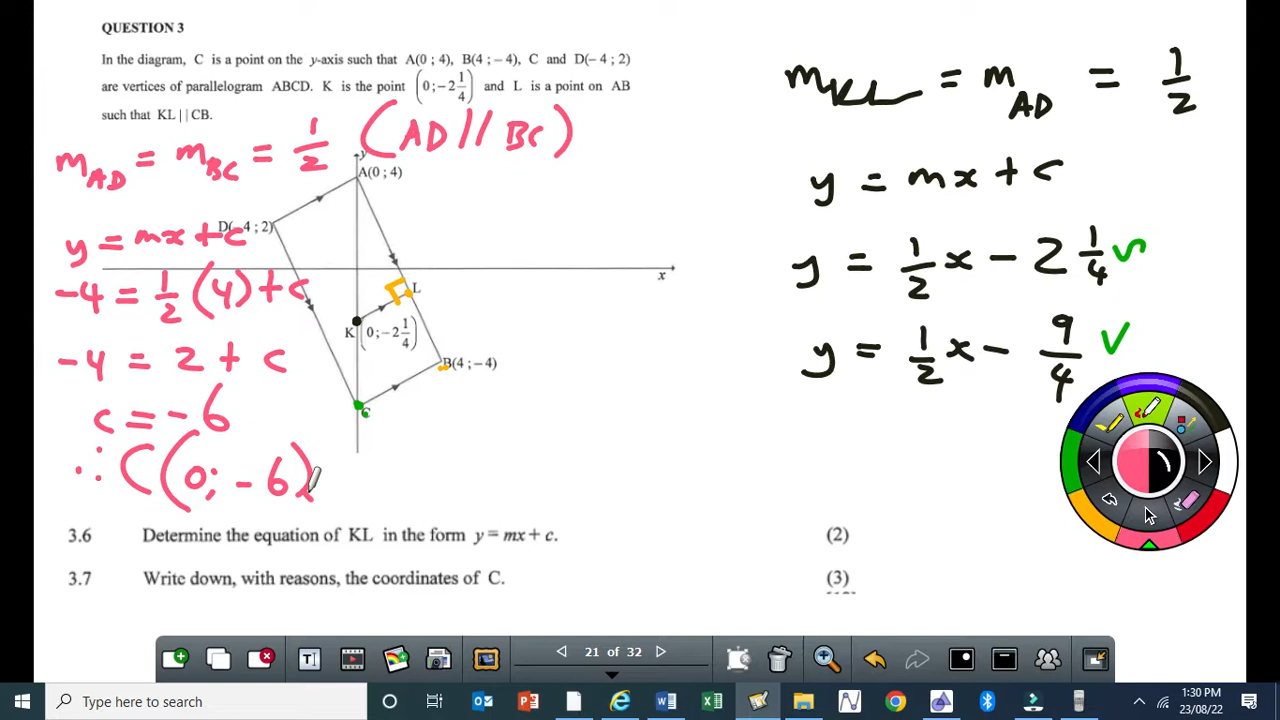 QUESTION 3
In the diagram, C is a point on the y-axis such that A(0 ; 4), B(4 ; – 4), C and D(– 4 ; 2)
are vertices of parallelogram ABCD. K is the point (0; –2 1/4) and L is a point on AB
such that KL || CB.
m_AD = m_BC = 1/2 (AD // BC)
y = mx + c
-4 = 1/2 (4) + c
-4 = 2 + c
c = -6
∴ C (0; -6)
y
A(0 ; 4)
D(– 4 ; 2)
x
L
K (0; –2 1/4)
B(4 ; – 4)
C
m_KL = m_AD = 1/2
y = mx + c
y = 1/2 x - 2 1/4 ✓
y = 1/2 x - 9/4 ✓
3.6 Determine the equation of KL in the form y = mx + c. (2)
3.7 Write down, with reasons, the coordinates of C. (3)
21 of 32
Type here to search
1:30 PM
23/08/22